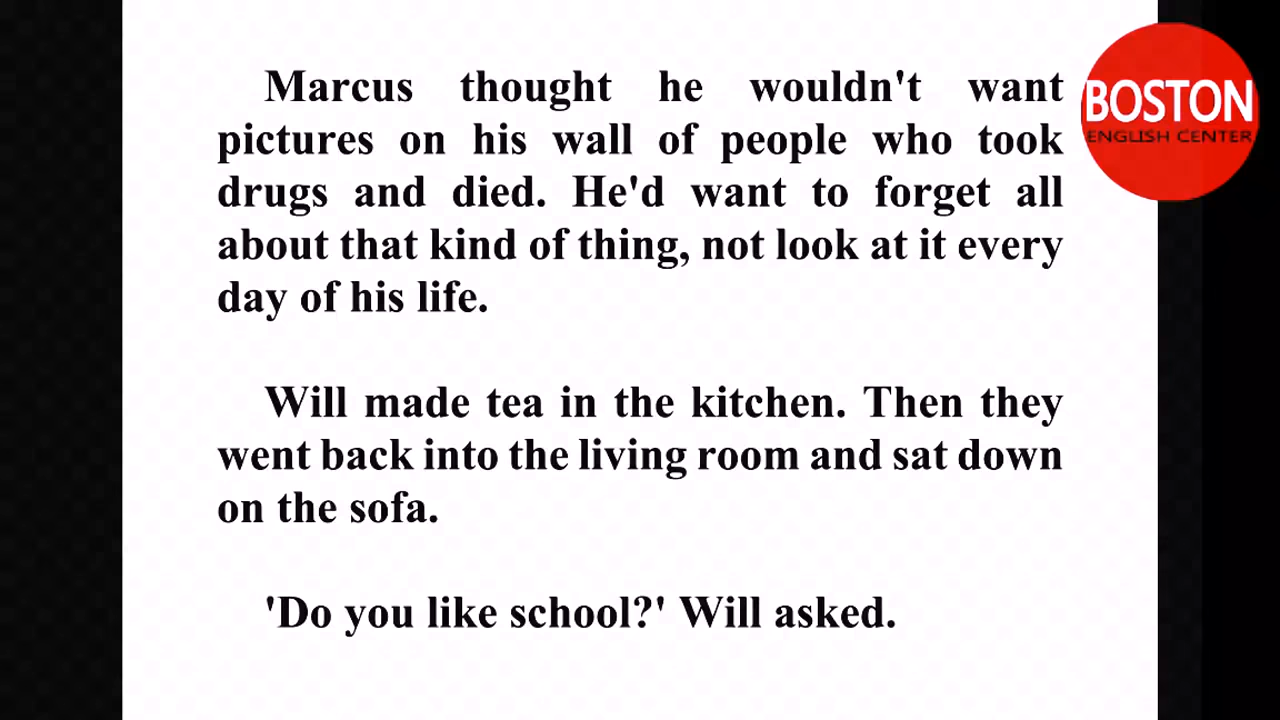 Marcus thought he wouldn't want
pictures on his wall of people who took
drugs and died. He'd want to forget all
about that kind of thing, not look at it every
day of his life.
Will made tea in the kitchen. Then they
went back into the living room and sat down
on the sofa.
'Do you like school?' Will asked.
BOSTON
ENGLISH CENTER